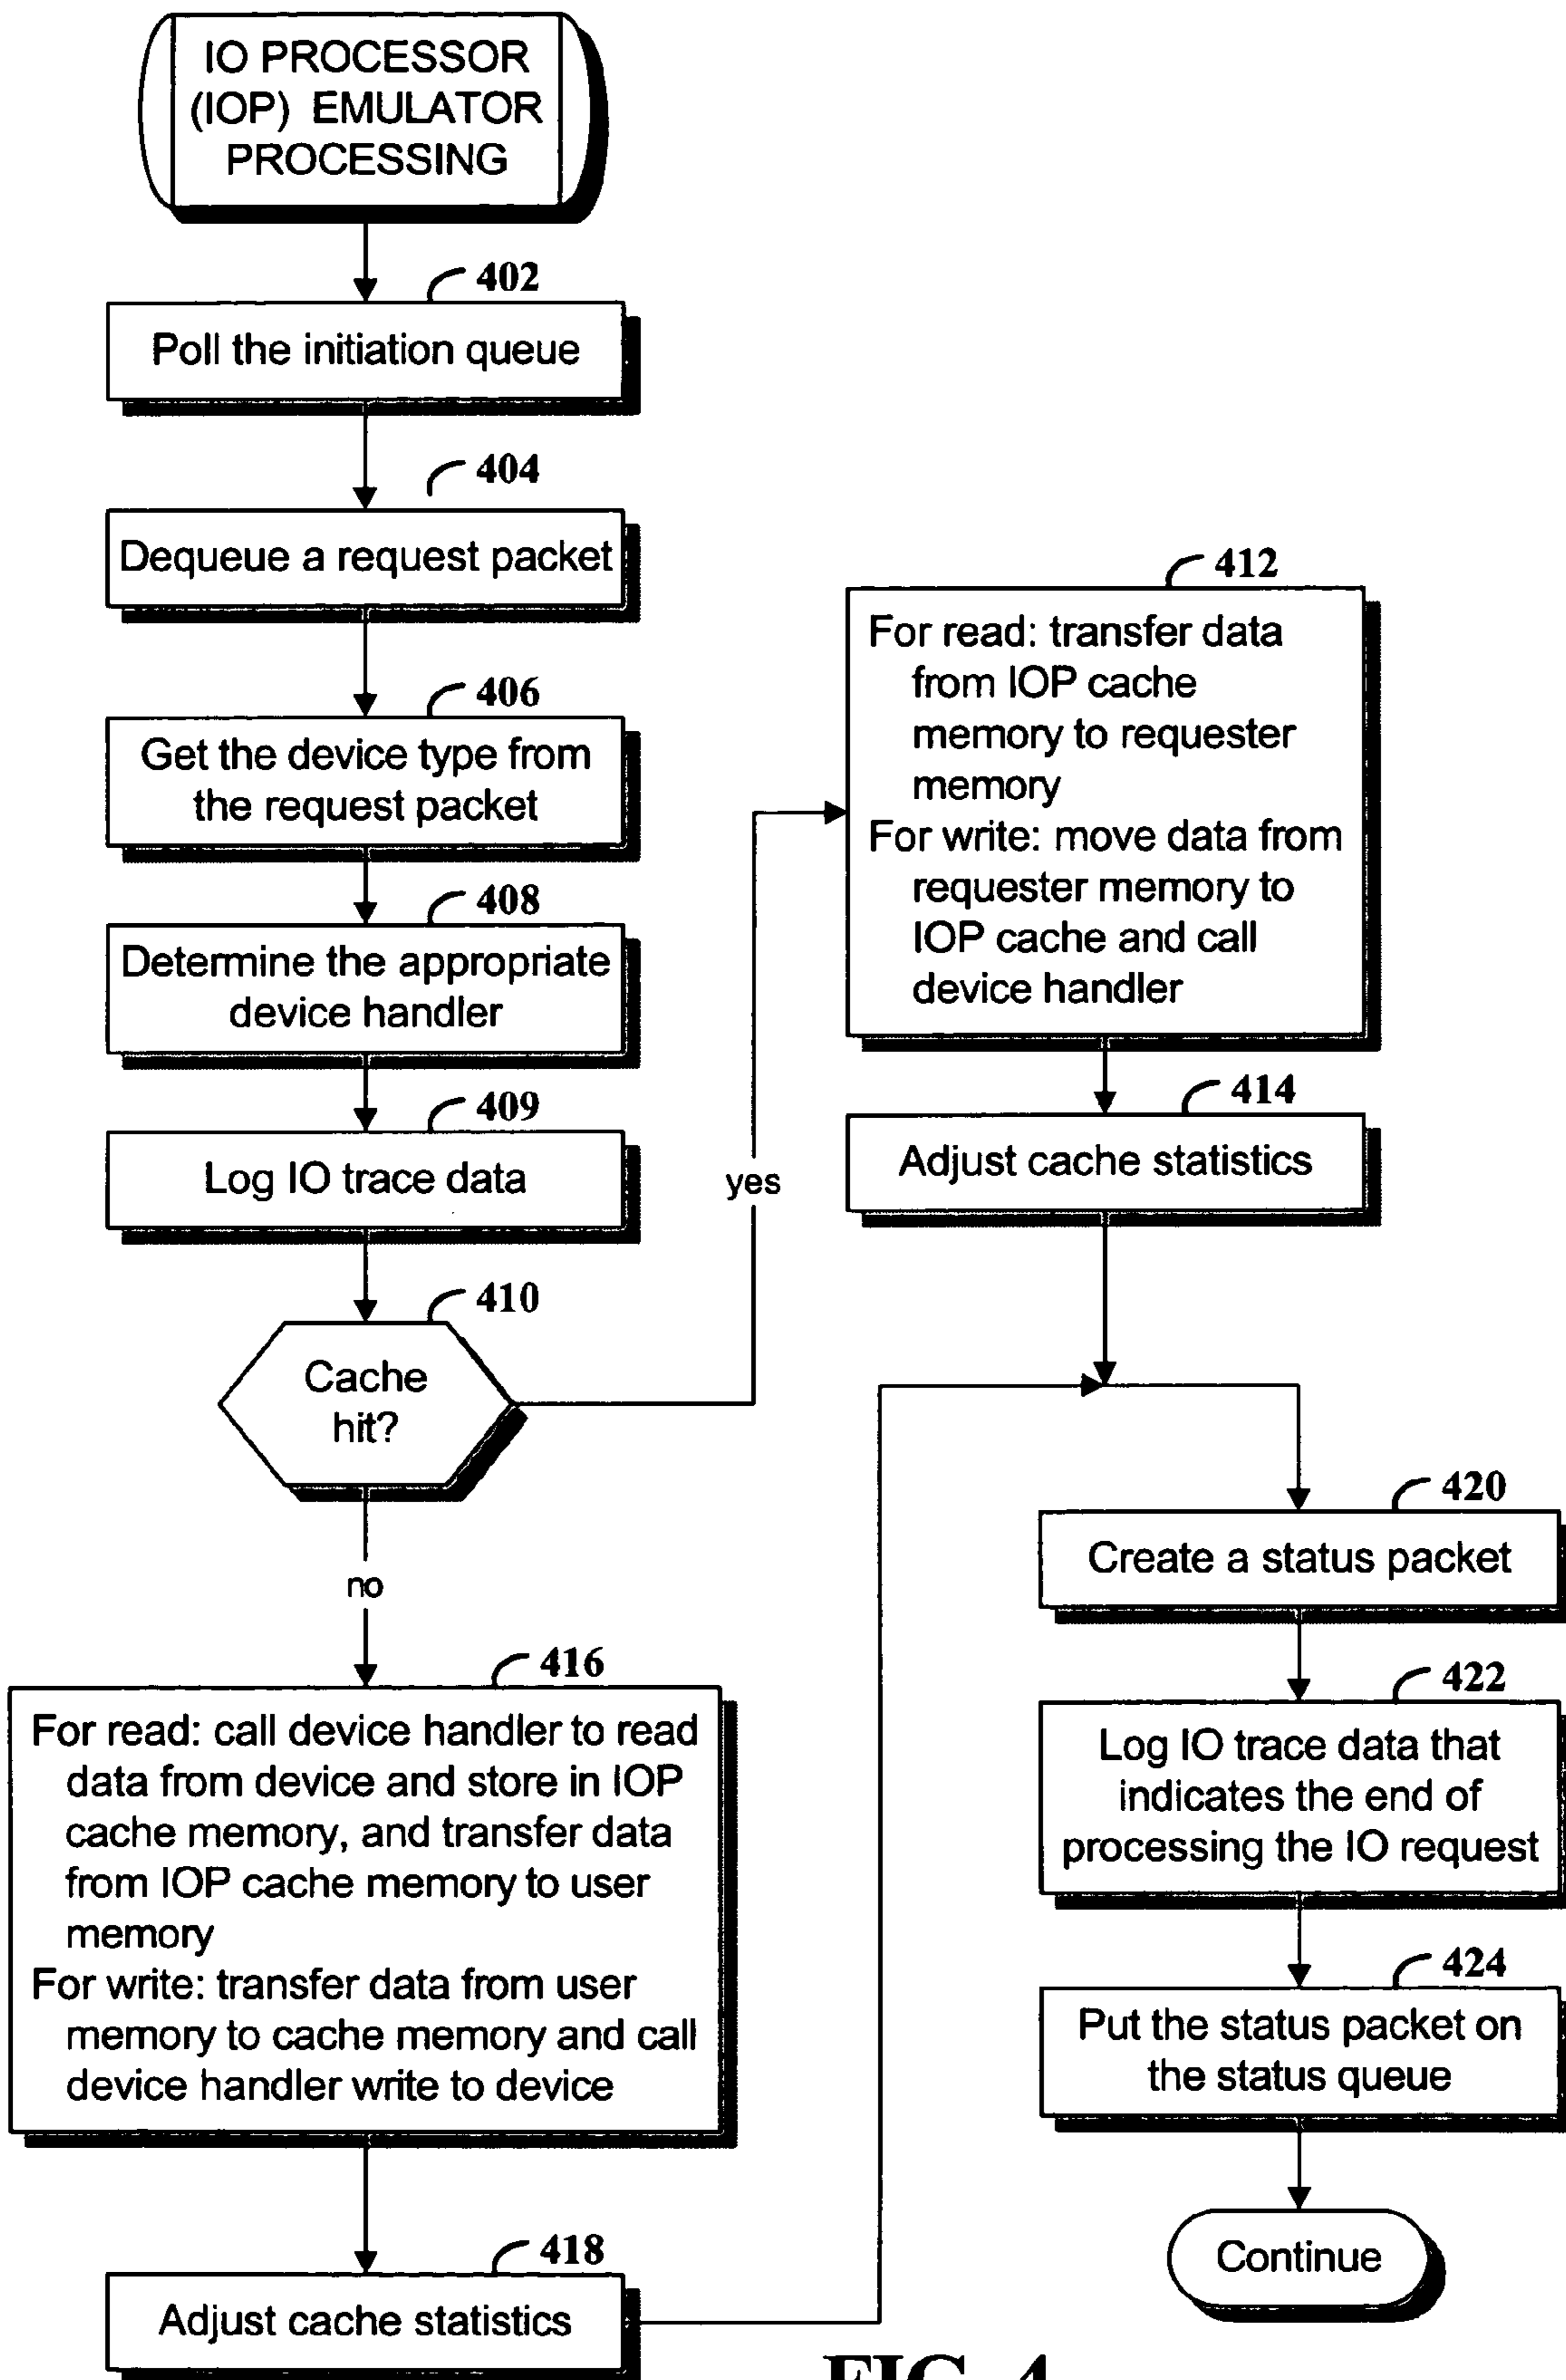 IO PROCESSOR
(IOP) EMULATOR
PROCESSING
402
Poll the initiation queue
404
Dequeue a request packet
406
Get the device type from
the request packet
408
Determine the appropriate
device handler
409
Log IO trace data
410
Cache
hit?
yes
no
412
For read: transfer data
from IOP cache
memory to requester
memory
For write: move data from
requester memory to
IOP cache and call
device handler
414
Adjust cache statistics
416
For read: call device handler to read
data from device and store in IOP
cache memory, and transfer data
from IOP cache memory to user
memory
For write: transfer data from user
memory to cache memory and call
device handler write to device
418
Adjust cache statistics
420
Create a status packet
422
Log IO trace data that
indicates the end of
processing the IO request
424
Put the status packet on
the status queue
Continue
FIG. 4